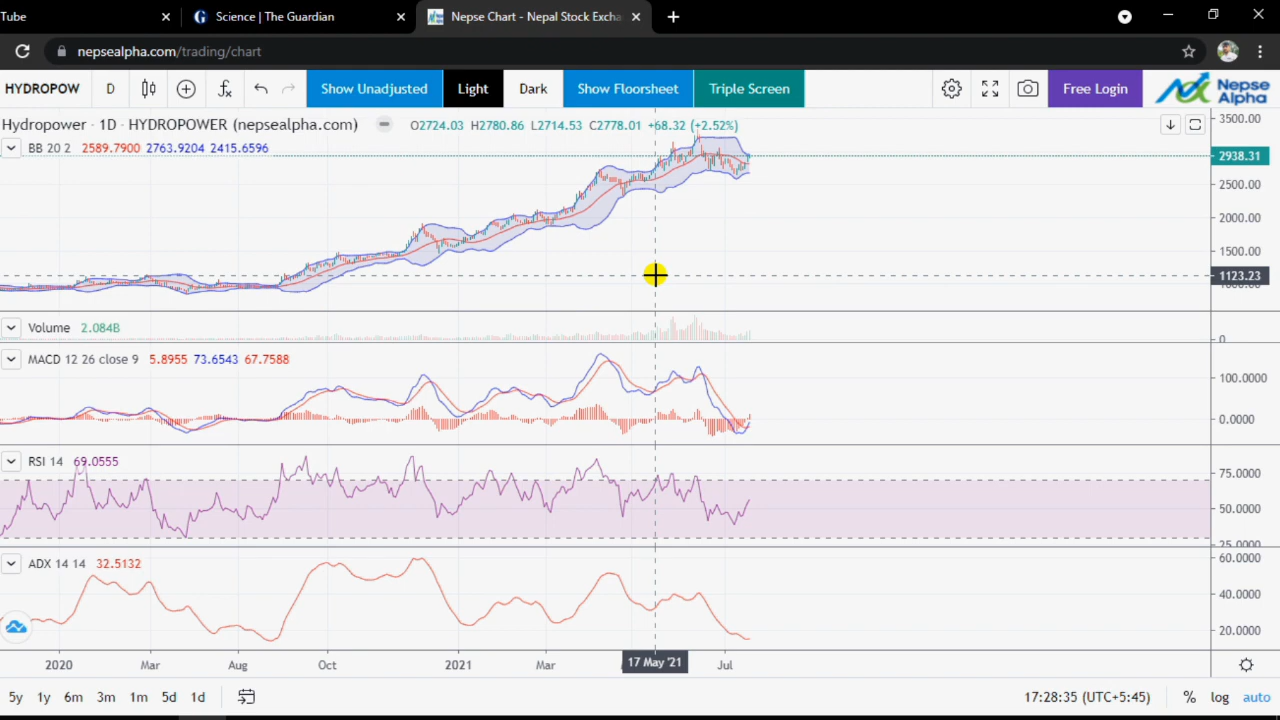 Tube
Science | The Guardian
Nepse Chart - Nepal Stock Excha
nepsealpha.com/trading/chart
HYDROPOW D Show Unadjusted Light Dark Show Floorsheet Triple Screen Free Login Nepse Alpha
Hydropower · 1D · HYDROPOWER (nepsealpha.com) O2724.03 H2780.86 L2714.53 C2778.01 +68.32 (+2.52%)
BB 20 2 2589.7900 2763.9204 2415.6596
3500.00
2938.31
2500.00
2000.00
1500.00
1123.23
1000.00
Volume 2.084B
0
MACD 12 26 close 9 5.8955 73.6543 67.7588
100.0000
0.0000
RSI 14 69.0555
75.0000
50.0000
25.0000
ADX 14 14 32.5132
60.0000
40.0000
20.0000
2020 Mar Aug Oct 2021 Mar 17 May '21 Jul
5y 1y 6m 3m 1m 5d 1d 17:28:35 (UTC+5:45) % log auto